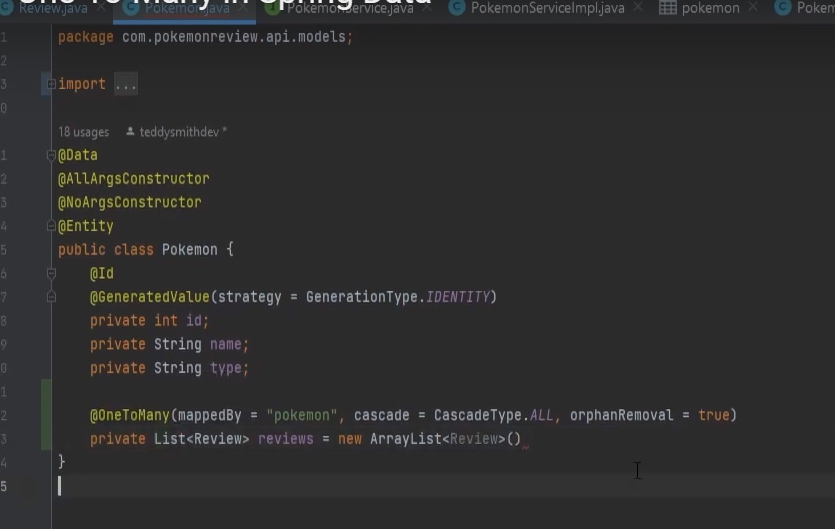 One To Many in Spring Data
Review.java Pokemon.java PokemonService.java PokemonServiceImpl.java pokemon Pokem
1 package com.pokemonreview.api.models;
2
3 import ...
0
18 usages teddysmithdev *
1 @Data
2 @AllArgsConstructor
3 @NoArgsConstructor
4 @Entity
5 public class Pokemon {
6 @Id
7 @GeneratedValue(strategy = GenerationType.IDENTITY)
8 private int id;
9 private String name;
0 private String type;
1
2 @OneToMany(mappedBy = "pokemon", cascade = CascadeType.ALL, orphanRemoval = true)
3 private List<Review> reviews = new ArrayList<Review>()
4 }
5